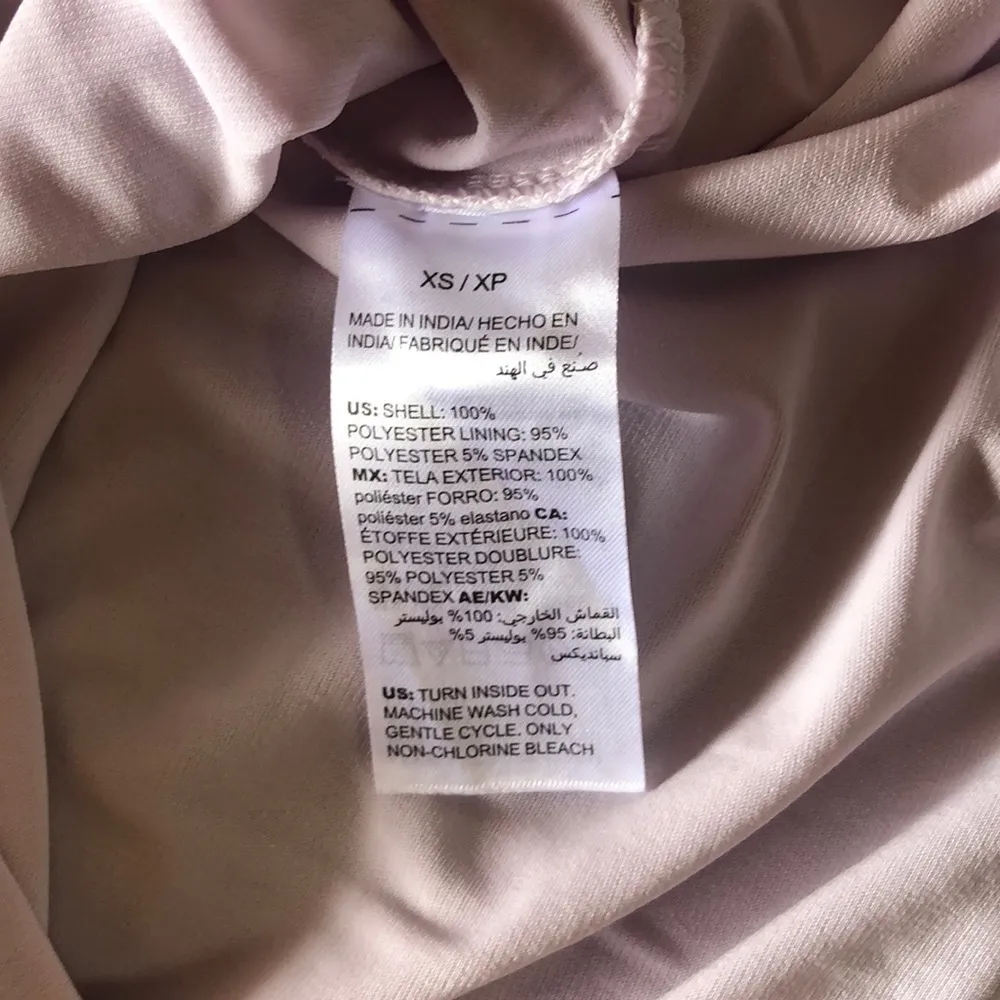 XS / XP
MADE IN INDIA/ HECHO EN
INDIA/ FABRIQUÉ EN INDE/
صُنع في الهند
US: SHELL: 100%
POLYESTER LINING: 95%
POLYESTER 5% SPANDEX
MX: TELA EXTERIOR: 100%
poliéster FORRO: 95%
poliéster 5% elastano CA:
ÉTOFFE EXTÉRIEURE: 100%
POLYESTER DOUBLURE:
95% POLYESTER 5%
SPANDEX AE/KW:
القماش الخارجي: 100% بوليستر
البطانة: 95% بوليستر 5%
سبانديكس
US: TURN INSIDE OUT.
MACHINE WASH COLD,
GENTLE CYCLE. ONLY
NON-CHLORINE BLEACH